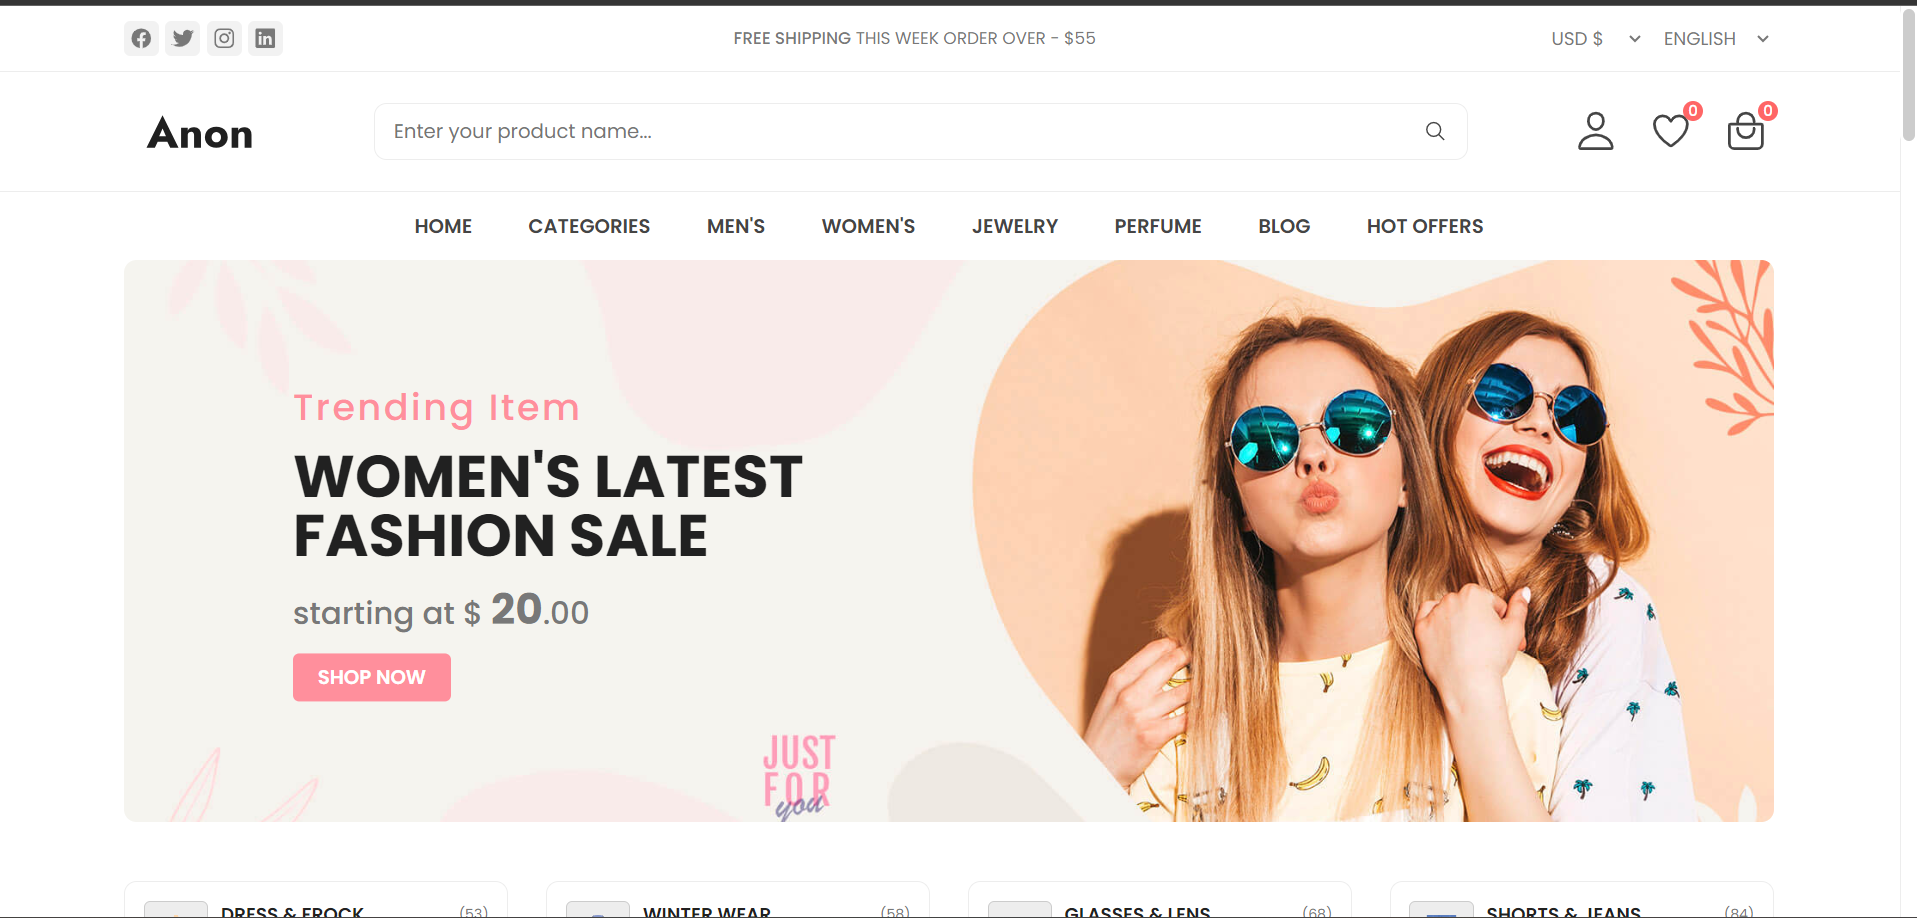 FREE SHIPPING THIS WEEK ORDER OVER - $55
USD $
ENGLISH
Anon
Enter your product name...
0
0
HOME
CATEGORIES
MEN'S
WOMEN'S
JEWELRY
PERFUME
BLOG
HOT OFFERS
Trending Item
WOMEN'S LATEST
FASHION SALE
starting at $ 20.00
SHOP NOW
JUST
FOR
you
DRESS & FROCK
(53)
WINTER WEAR
(58)
GLASSES & LENS
(68)
SHORTS & JEANS
(84)